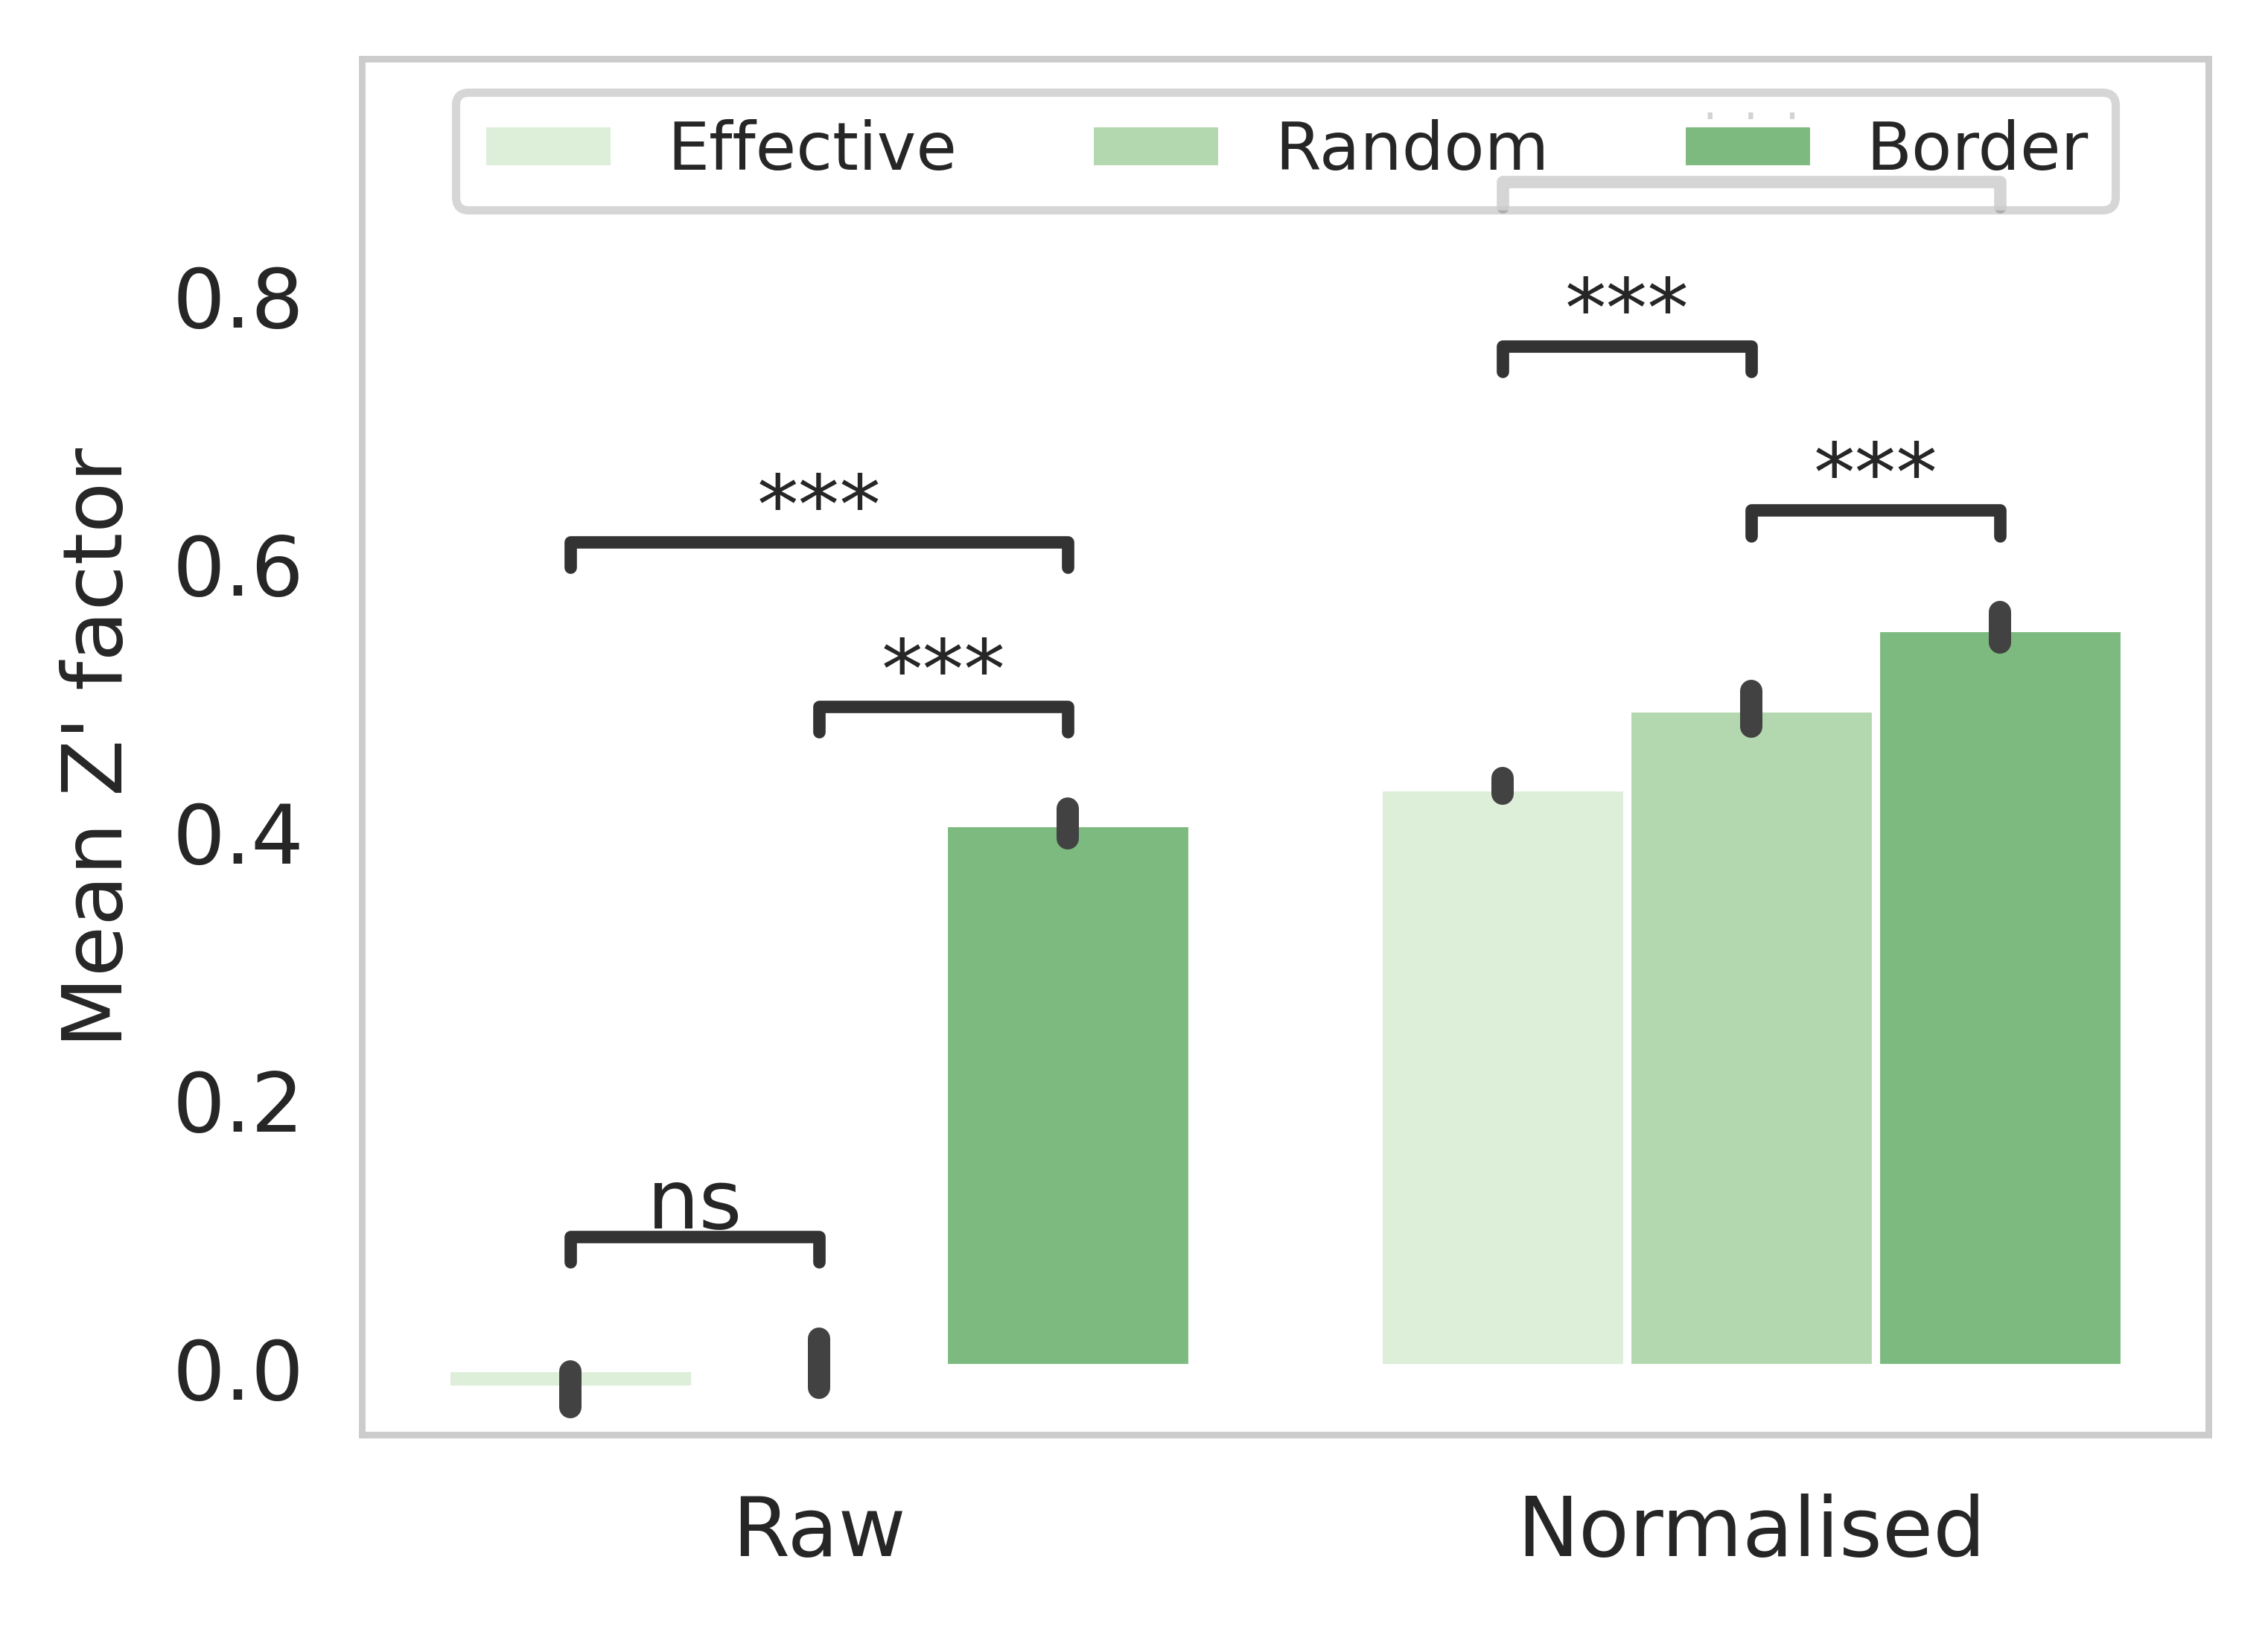 Effective Random Border
Mean Z' factor
0.8
0.6
0.4
0.2
0.0
***
***
***
***
ns
Raw Normalised